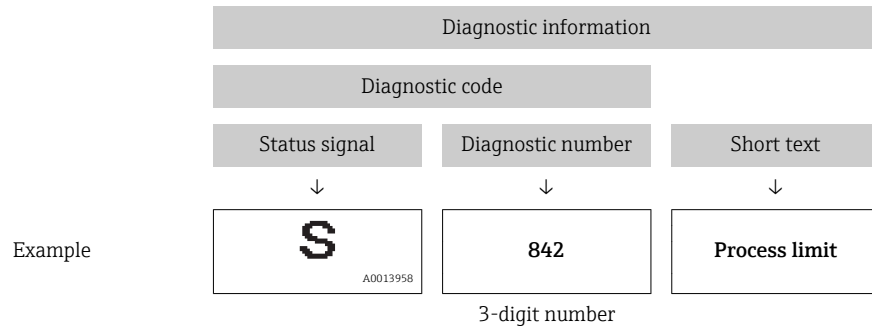 Diagnostic information
Diagnostic code
Status signal Diagnostic number Short text
↓ ↓ ↓
Example S 842 Process limit
A0013958
3-digit number